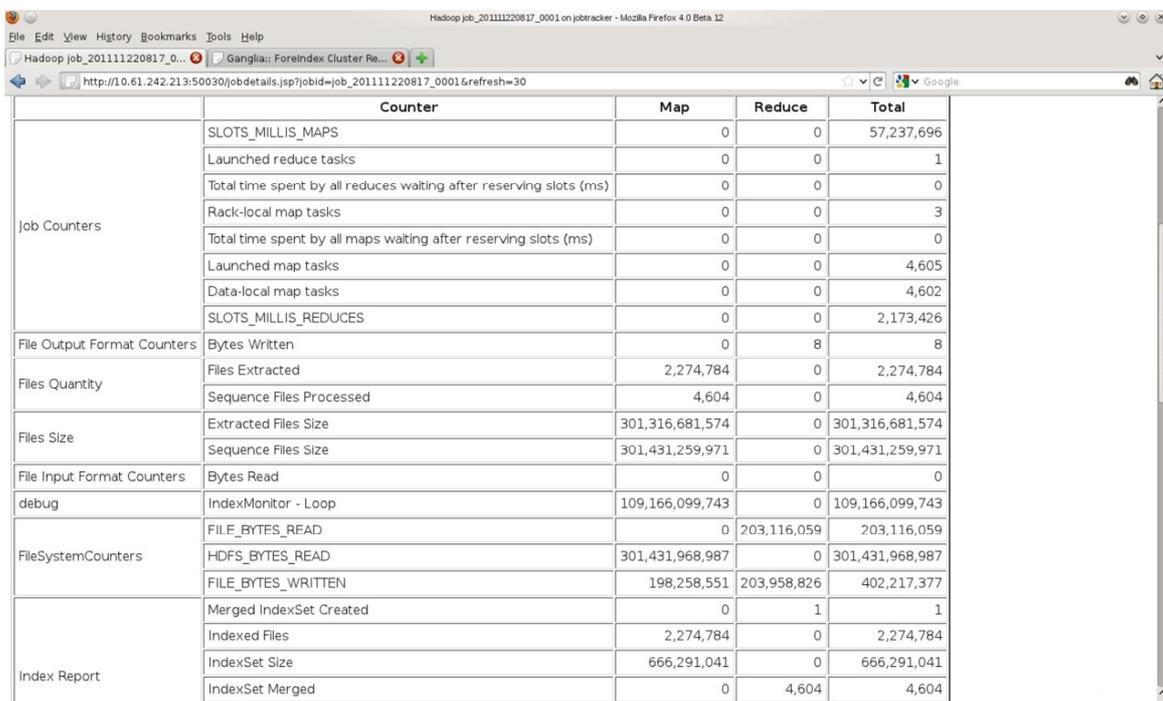 Hadoop job_201111220817_0001 on jobtracker - Mozilla Firefox 4.0 Beta 12
File Edit View History Bookmarks Tools Help
Hadoop job_201111220817_0... Ganglia:: ForeIndex Cluster Re...
http://10.61.242.213:50030/jobdetails.jsp?jobid=job_201111220817_0001&refresh=30 Google
Counter Map Reduce Total
Job Counters
SLOTS_MILLIS_MAPS 0 0 57,237,696
Launched reduce tasks 0 0 1
Total time spent by all reduces waiting after reserving slots (ms) 0 0 0
Rack-local map tasks 0 0 3
Total time spent by all maps waiting after reserving slots (ms) 0 0 0
Launched map tasks 0 0 4,605
Data-local map tasks 0 0 4,602
SLOTS_MILLIS_REDUCES 0 0 2,173,426
File Output Format Counters Bytes Written 0 8 8
Files Quantity
Files Extracted 2,274,784 0 2,274,784
Sequence Files Processed 4,604 0 4,604
Files Size
Extracted Files Size 301,316,681,574 0 301,316,681,574
Sequence Files Size 301,431,259,971 0 301,431,259,971
File Input Format Counters Bytes Read 0 0 0
debug IndexMonitor - Loop 109,166,099,743 0 109,166,099,743
FileSystemCounters
FILE_BYTES_READ 0 203,116,059 203,116,059
HDFS_BYTES_READ 301,431,968,987 0 301,431,968,987
FILE_BYTES_WRITTEN 198,258,551 203,958,826 402,217,377
Index Report
Merged IndexSet Created 0 1 1
Indexed Files 2,274,784 0 2,274,784
IndexSet Size 666,291,041 0 666,291,041
IndexSet Merged 0 4,604 4,604